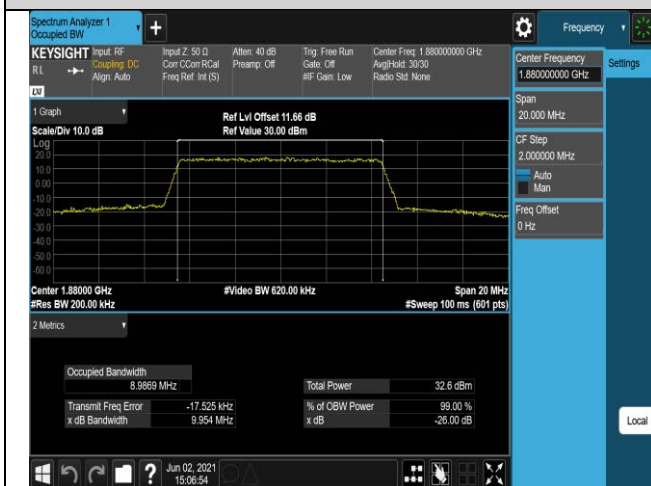 Spectrum Analyzer 1
Occupied BW
Frequency
KEYSIGHT
RL
LXI
Input: RF
Coupling: DC
Align: Auto
Input Z: 50 Ω
Corr CCorr RCal
Freq Ref: Int (S)
Atten: 40 dB
Preamp: Off
Trig: Free Run
Gate: Off
#IF Gain: Low
Center Freq: 1.880000000 GHz
Avg|Hold: 30/30
Radio Std: None
Center Frequency
1.880000000 GHz
Settings
Span
20.000 MHz
CF Step
2.000000 MHz
Auto
Man
Freq Offset
0 Hz
Local
1 Graph
Scale/Div 10.0 dB
Ref Lvl Offset 11.66 dB
Ref Value 30.00 dBm
Log
20.0
10.0
0.00
-10.0
-20.0
-30.0
-40.0
-50.0
-60.0
Center 1.88000 GHz
#Res BW 200.00 kHz
#Video BW 620.00 kHz
Span 20 MHz
#Sweep 100 ms (601 pts)
2 Metrics
Occupied Bandwidth
8.9869 MHz
Total Power 32.6 dBm
Transmit Freq Error -17.525 kHz
% of OBW Power 99.00 %
x dB Bandwidth 9.954 MHz
x dB -26.00 dB
?
Jun 02, 2021
15:06:54